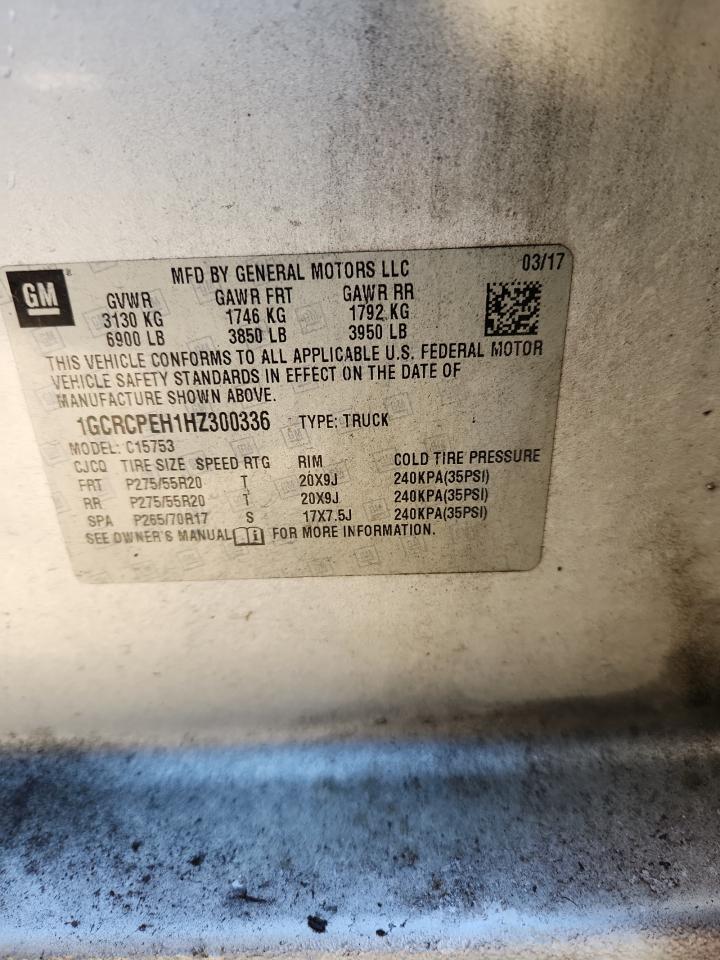 GM
MFD BY GENERAL MOTORS LLC 03/17
GVWR GAWR FRT GAWR RR
3130 KG 1746 KG 1792 KG
6900 LB 3850 LB 3950 LB
THIS VEHICLE CONFORMS TO ALL APPLICABLE U.S. FEDERAL MOTOR
VEHICLE SAFETY STANDARDS IN EFFECT ON THE DATE OF
MANUFACTURE SHOWN ABOVE.
1GCRCPEH1HZ300336 TYPE: TRUCK
MODEL: C15753
CJCQ TIRE SIZE SPEED RTG RIM COLD TIRE PRESSURE
FRT P275/55R20 T 20X9J 240KPA(35PSI)
RR P275/55R20 T 20X9J 240KPA(35PSI)
SPA P265/70R17 S 17X7.5J 240KPA(35PSI)
SEE OWNER'S MANUAL FOR MORE INFORMATION.